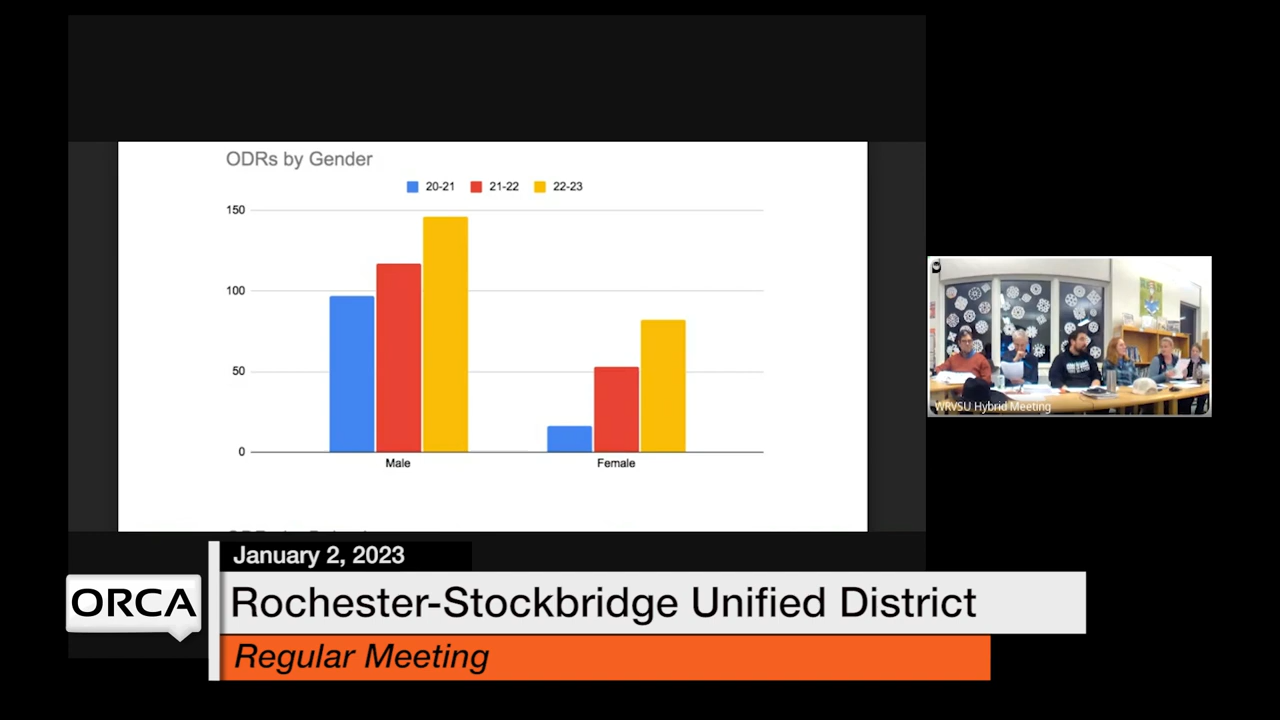 ODRs by Gender
20-21 21-22 22-23
150
100
50
0
Male Female
WRVSU Hybrid Meeting
January 2, 2023
ORCA
Rochester-Stockbridge Unified District
Regular Meeting